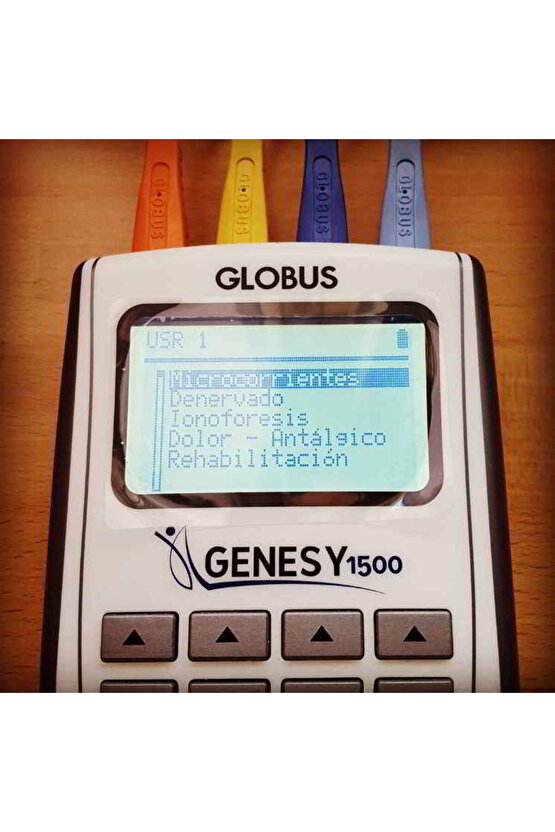 GLOBUS GLOBUS GLOBUS GLOBUS
GLOBUS
USR 1
Microcorrientes
Denervado
Ionoforesis
Dolor - Antálgico
Rehabilitación
GENESY 1500